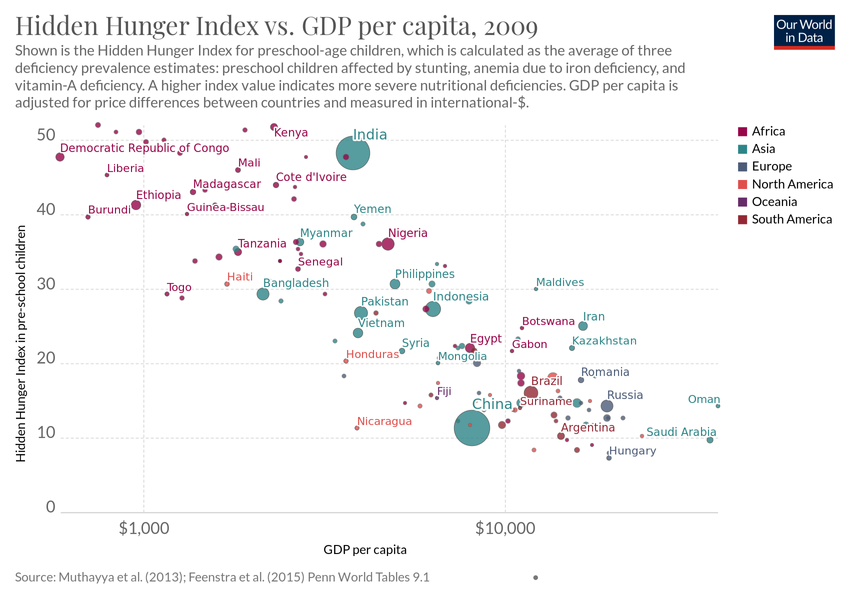 Hidden Hunger Index vs. GDP per capita, 2009
Our World
in Data
Shown is the Hidden Hunger Index for preschool-age children, which is calculated as the average of three
deficiency prevalence estimates: preschool children affected by stunting, anemia due to iron deficiency, and
vitamin-A deficiency. A higher index value indicates more severe nutritional deficiencies. GDP per capita is
adjusted for price differences between countries and measured in international-$.
Africa
Asia
Europe
North America
Oceania
South America
Hidden Hunger Index in pre-school children
50
40
30
20
10
0
Kenya
India
Democratic Republic of Congo
Liberia
Mali
Madagascar
Cote d'Ivoire
Ethiopia
Burundi
Guinea-Bissau
Yemen
Tanzania
Myanmar
Nigeria
Senegal
Togo
Haiti
Bangladesh
Philippines
Maldives
Pakistan
Indonesia
Vietnam
Botswana
Iran
Syria
Egypt
Gabon
Kazakhstan
Honduras
Mongolia
Fiji
Brazil
Romania
China
Suriname
Russia
Oman
Nicaragua
Argentina
Saudi Arabia
Hungary
$1,000
$10,000
GDP per capita
Source: Muthayya et al. (2013); Feenstra et al. (2015) Penn World Tables 9.1